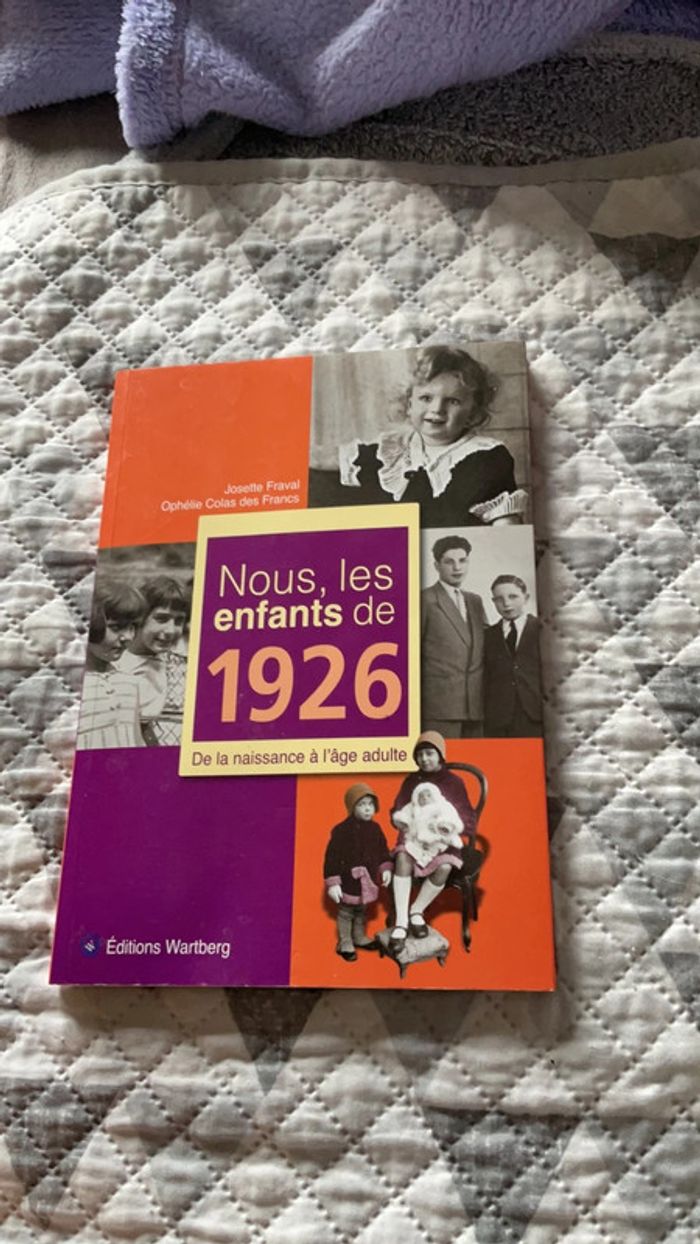 Josette Fraval
Ophélie Colas des Francs
Nous, les
enfants de
1926
De la naissance à l'âge adulte
Éditions Wartberg